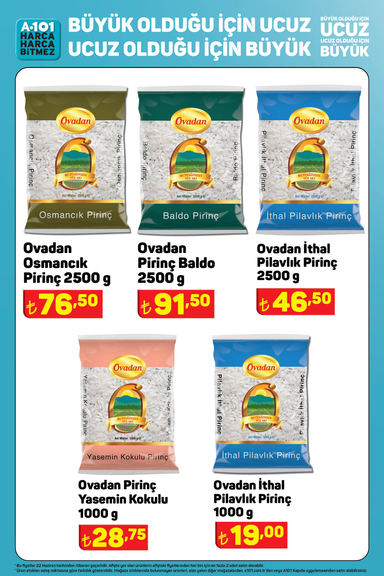 A-101
HARCA
HARCA
BİTMEZ
BÜYÜK OLDUĞU İÇİN UCUZ
UCUZ OLDUĞU İÇİN BÜYÜK
BÜYÜK OLDUĞU İÇİN
UCUZ
UCUZ OLDUĞU İÇİN
BÜYÜK
Ovadan
Osmancık Pirinç
Ovadan
Baldo Pirinç
Ovadan
İthal Pilavlık Pirinç
Ovadan
Osmancık
Pirinç 2500 g
₺76,50
Ovadan
Pirinç Baldo
2500 g
₺91,50
Ovadan İthal
Pilavlık Pirinç
2500 g
₺46,50
Ovadan
Yasemin Kokulu Pirinç
Ovadan
İthal Pilavlık Pirinç
Ovadan Pirinç
Yasemin Kokulu
1000 g
₺28,75
Ovadan İthal
Pilavlık Pirinç
1000 g
₺19,00